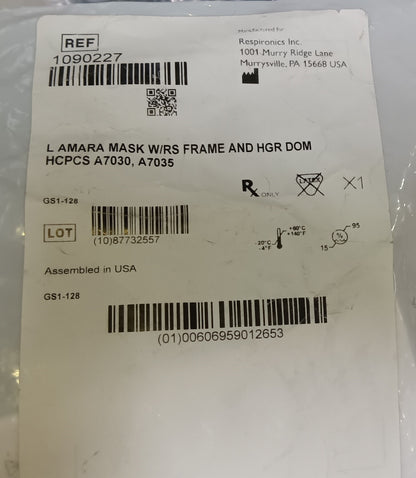 Manufactured for
REF
Respironics Inc.
1090227
1001 Murry Ridge Lane
Murrysville, PA 15668 USA
L AMARA MASK W/RS FRAME AND HGR DOM
HCPCS A7030, A7035
Rx ONLY
LATEX
X1
GS1-128
LOT
(10)87732557
-20°C
-4°F
+60°C
+140°F
%
95
15
Assembled in USA
GS1-128
(01)00606959012653